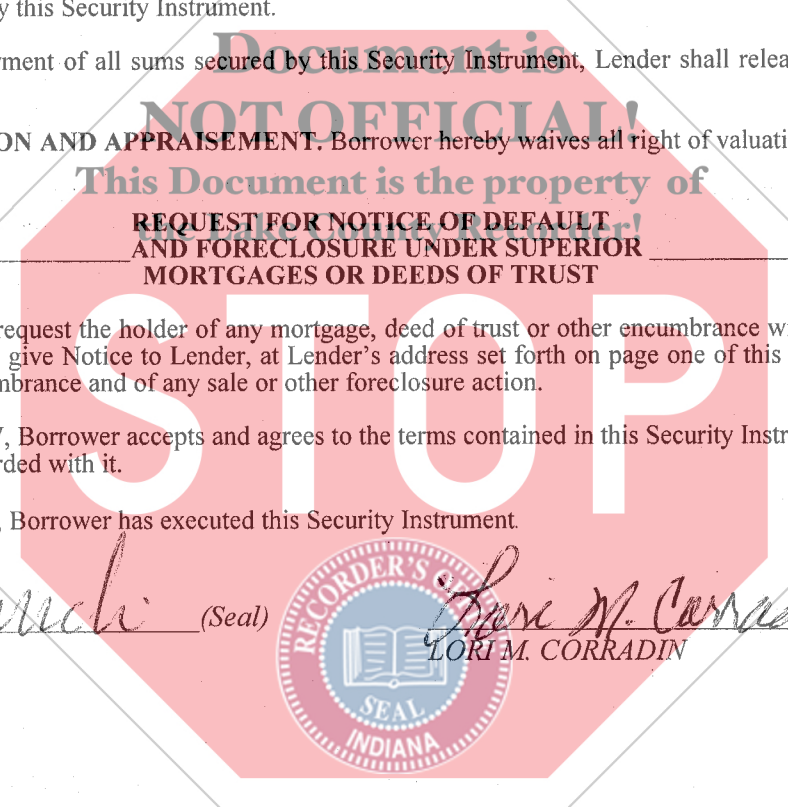 y this Security Instrument.
Document is
ment of all sums secured by this Security Instrument, Lender shall relea
NOT OFFICIAL!
ON AND APPRAISEMENT. Borrower hereby waives all right of valuati
This Document is the property of
REQUEST FOR NOTICE OF DEFAULT
the Lake County Recorder!
AND FORECLOSURE UNDER SUPERIOR
MORTGAGES OR DEEDS OF TRUST
STOP
request the holder of any mortgage, deed of trust or other encumbrance w
give Notice to Lender, at Lender's address set forth on page one of this
mbrance and of any sale or other foreclosure action.
, Borrower accepts and agrees to the terms contained in this Security Instr
rded with it.
, Borrower has executed this Security Instrument.
(Seal)
Lori M. Corrad
LORI M. CORRADIN
RECORDER'S
SEAL
INDIANA